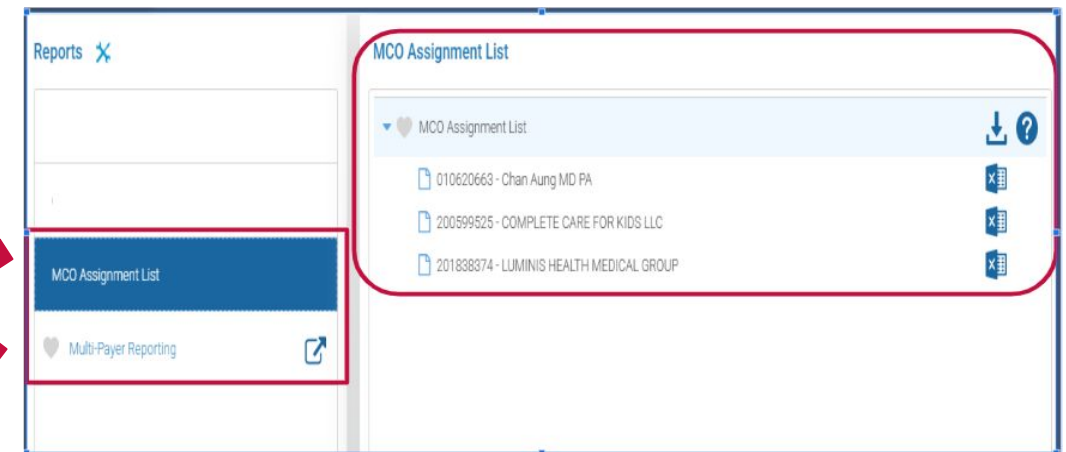 Reports
MCO Assignment List
Multi-Payer Reporting
MCO Assignment List
MCO Assignment List
010620663 - Chan Aung MD PA
200599525 - COMPLETE CARE FOR KIDS LLC
201838374 - LUMINIS HEALTH MEDICAL GROUP